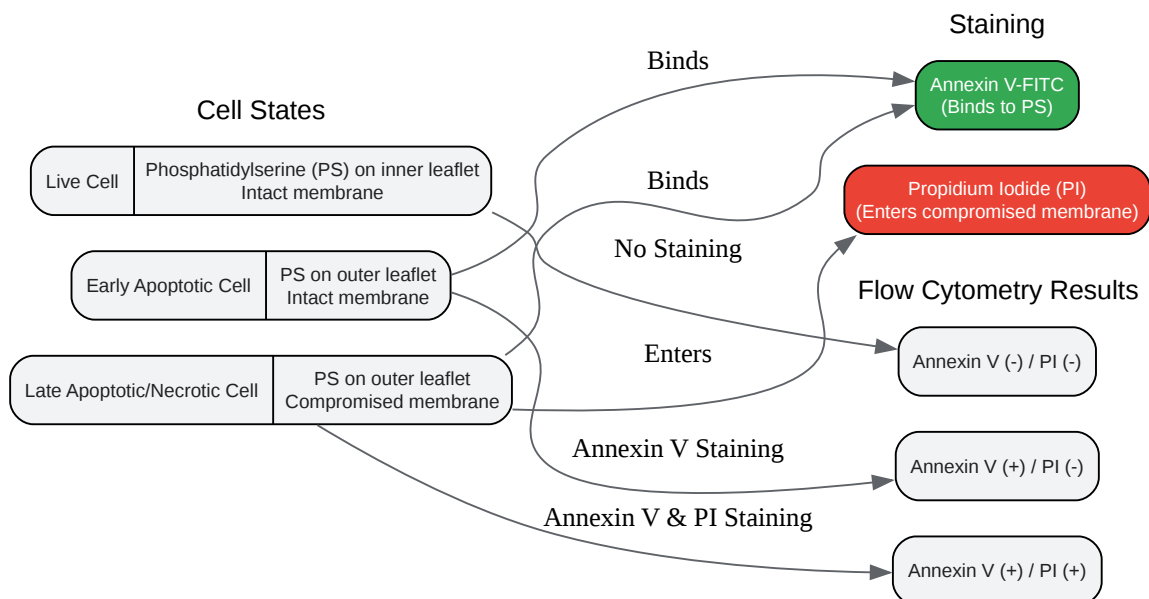 Staining
Binds
Annexin V-FITC
(Binds to PS)
Cell States
Live Cell
Phosphatidylserine (PS) on inner leaflet
Intact membrane
Binds
Propidium Iodide (PI)
(Enters compromised membrane)
No Staining
Early Apoptotic Cell
PS on outer leaflet
Intact membrane
Flow Cytometry Results
Enters
Annexin V (-) / PI (-)
Late Apoptotic/Necrotic Cell
PS on outer leaflet
Compromised membrane
Annexin V Staining
Annexin V (+) / PI (-)
Annexin V & PI Staining
Annexin V (+) / PI (+)